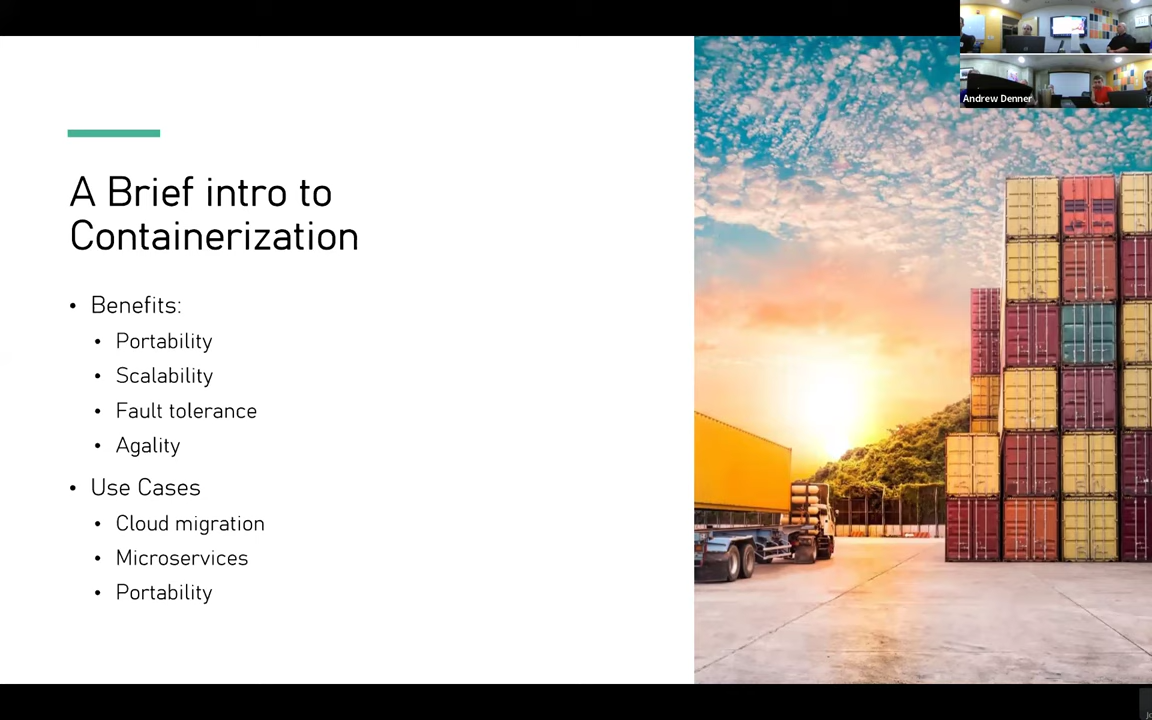 Andrew Denner
A Brief intro to
Containerization
• Benefits:
• Portability
• Scalability
• Fault tolerance
• Agality
• Use Cases
• Cloud migration
• Microservices
• Portability